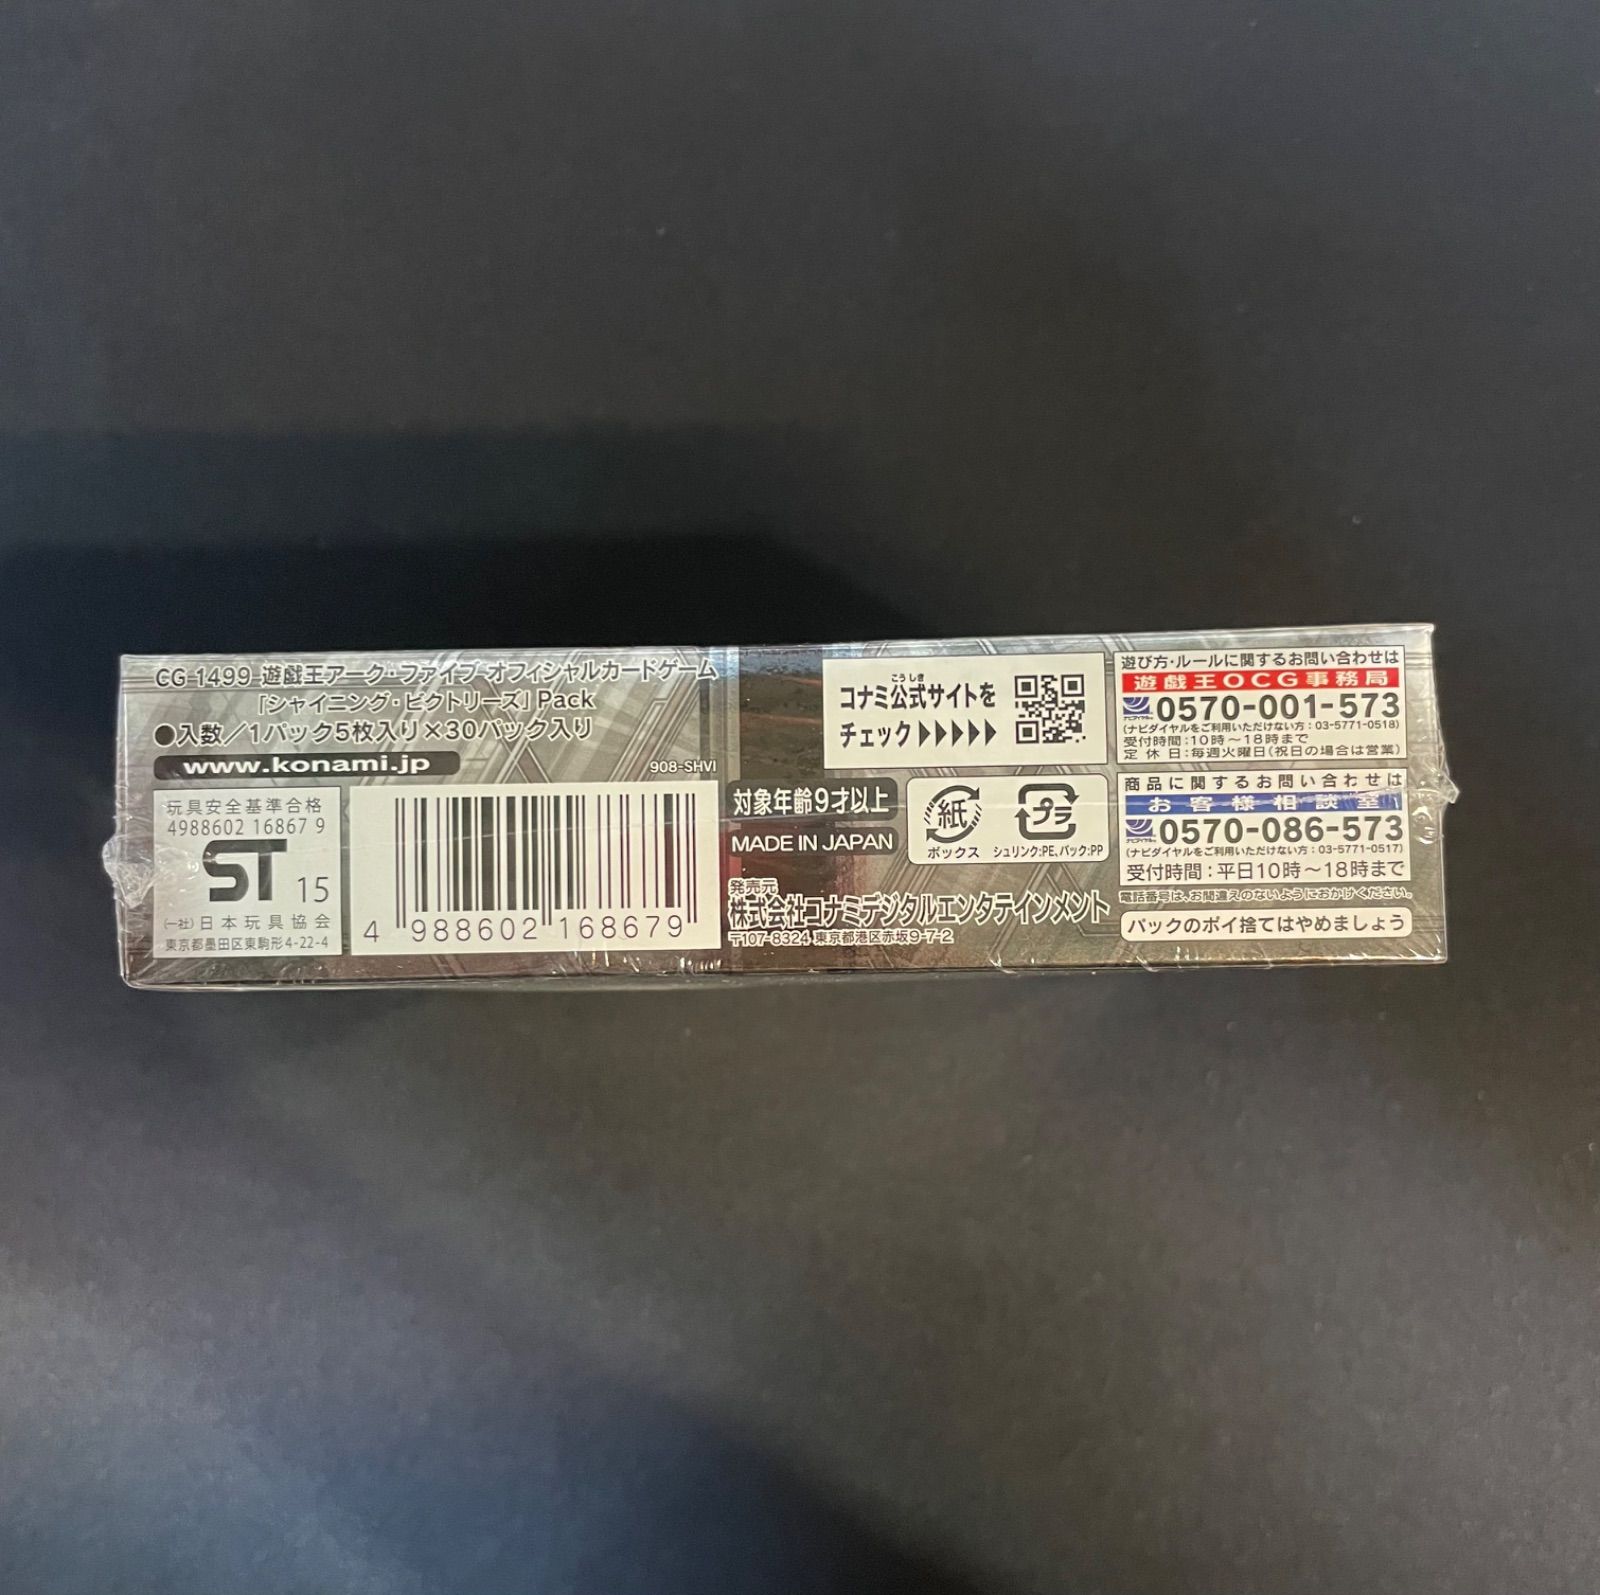 CG 1499 遊戯王アーク・ファイブ オフィシャルカードゲーム
「シャイニング・ビクトリーズ」Pack
●入数／1パック5枚入り×30パック入り
www.konami.jp
908-SHVI
玩具安全基準合格
4988602 16867 9
ST 15
(一社)日本玩具協会
東京都墨田区東駒形4-22-4
4 988602 168679
対象年齢9才以上
MADE IN JAPAN
発売元
株式会社コナミデジタルエンタテインメント
〒107-8324 東京都港区赤坂9-7-2
こうしき
コナミ公式サイトを
チェック
紙
ボックス
プラ
シュリンク:PE、パック:PP
遊び方・ルールに関するお問い合わせは
遊戯王OCG事務局
ナビダイヤル
0570-001-573
(ナビダイヤルをご利用いただけない方：03-5771-0518)
受付時間：10時～18時まで
定休日：毎週火曜日(祝日の場合は営業)
商品に関するお問い合わせは
お客様相談室
ナビダイヤル
0570-086-573
(ナビダイヤルをご利用いただけない方：03-5771-0517)
受付時間：平日10時～18時まで
電話番号は、お間違えのないようにおかけください。
パックのポイ捨てはやめましょう